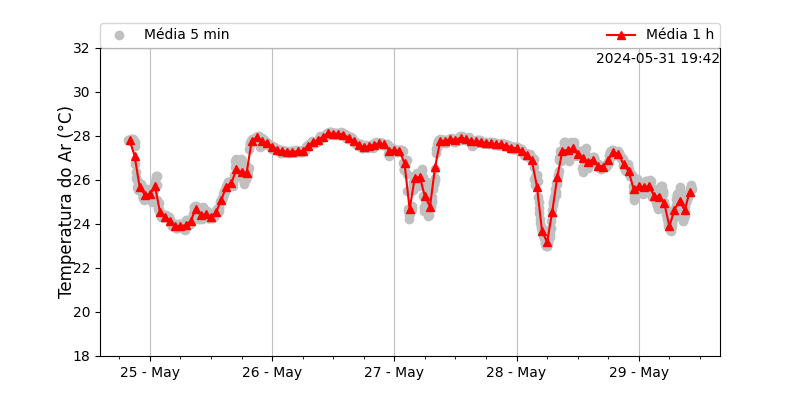 Média 5 min
Média 1 h
2024-05-31 19:42
Temperatura do Ar (°C)
32
30
28
26
24
22
20
18
25 - May
26 - May
27 - May
28 - May
29 - May